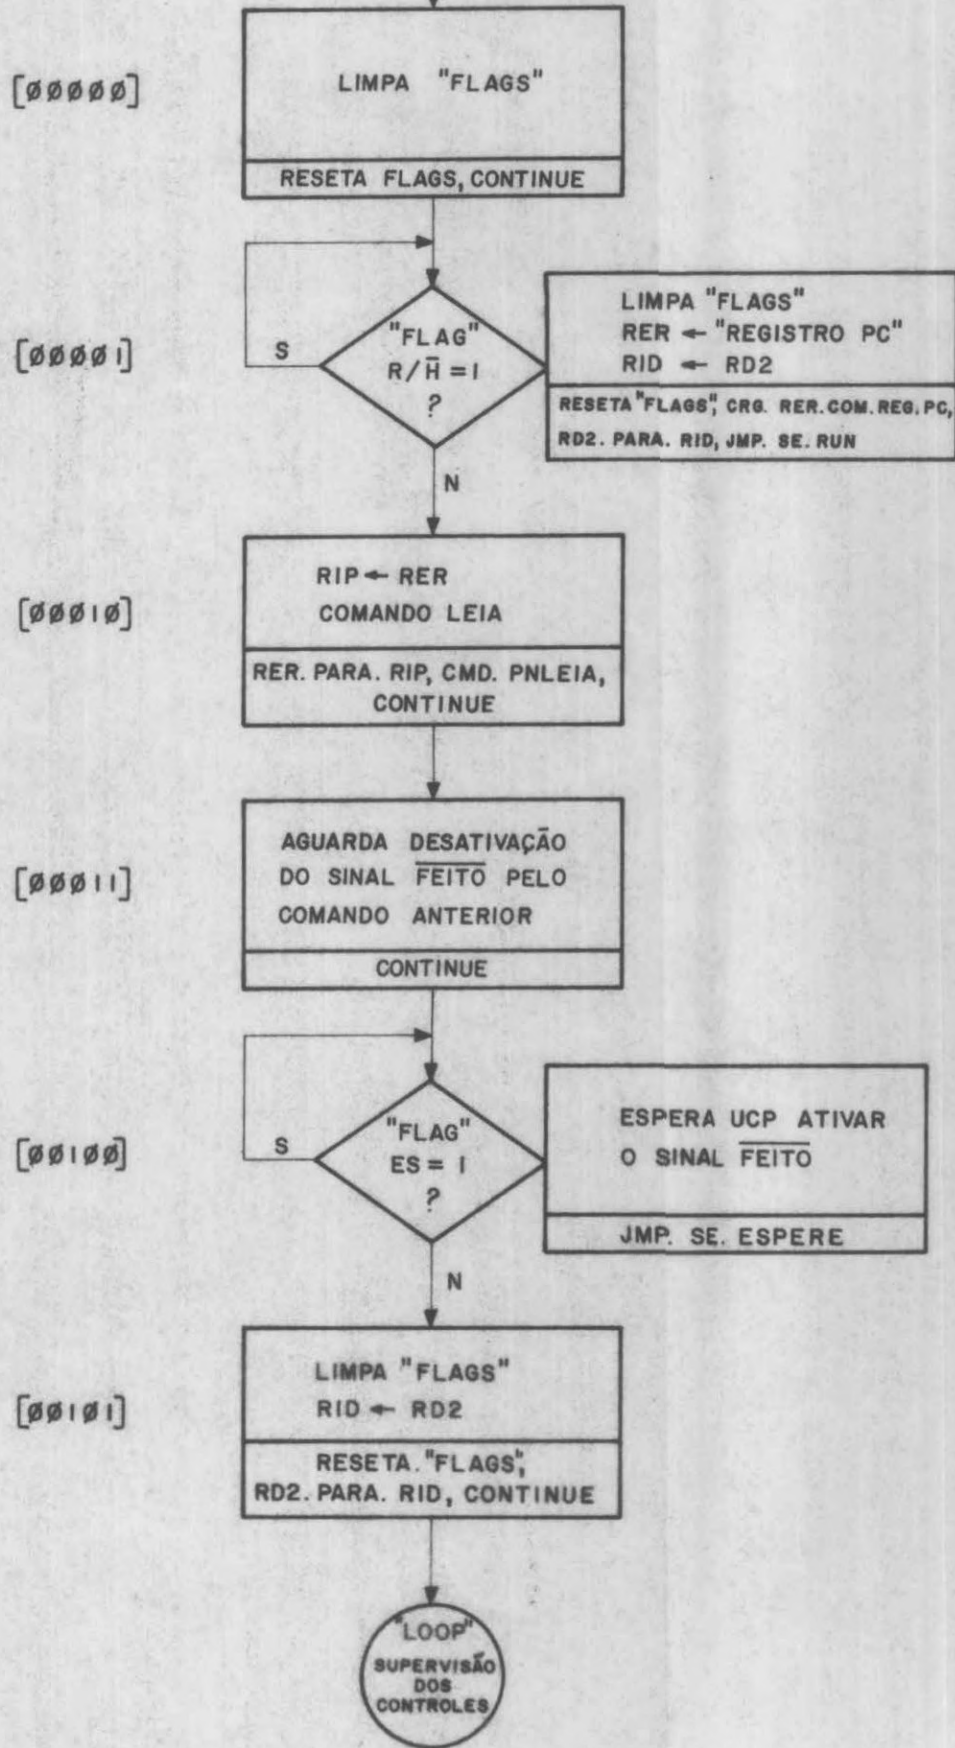 [ØØØØØ]
LIMPA "FLAGS"
RESETA FLAGS, CONTINUE
[ØØØØ1]
S
"FLAG"
R/H̅ = 1
?
N
LIMPA "FLAGS"
RER ← "REGISTRO PC"
RID ← RD2
RESETA "FLAGS", CRG. RER. COM. REG. PC,
RD2. PARA. RID, JMP. SE. RUN
[ØØØ1Ø]
RIP ← RER
COMANDO LEIA
RER. PARA. RIP, CMD. PNLEIA,
CONTINUE
[ØØØ11]
AGUARDA DESATIVAÇÃO
DO SINAL F̅E̅I̅T̅O̅ PELO
COMANDO ANTERIOR
CONTINUE
[ØØ1ØØ]
S
"FLAG"
ES = 1
?
N
ESPERA UCP ATIVAR
O SINAL F̅E̅I̅T̅O̅
JMP. SE. ESPERE
[ØØ1Ø1]
LIMPA "FLAGS"
RID ← RD2
RESETA. "FLAGS",
RD2. PARA. RID, CONTINUE
"LOOP"
SUPERVISÃO
DOS
CONTROLES